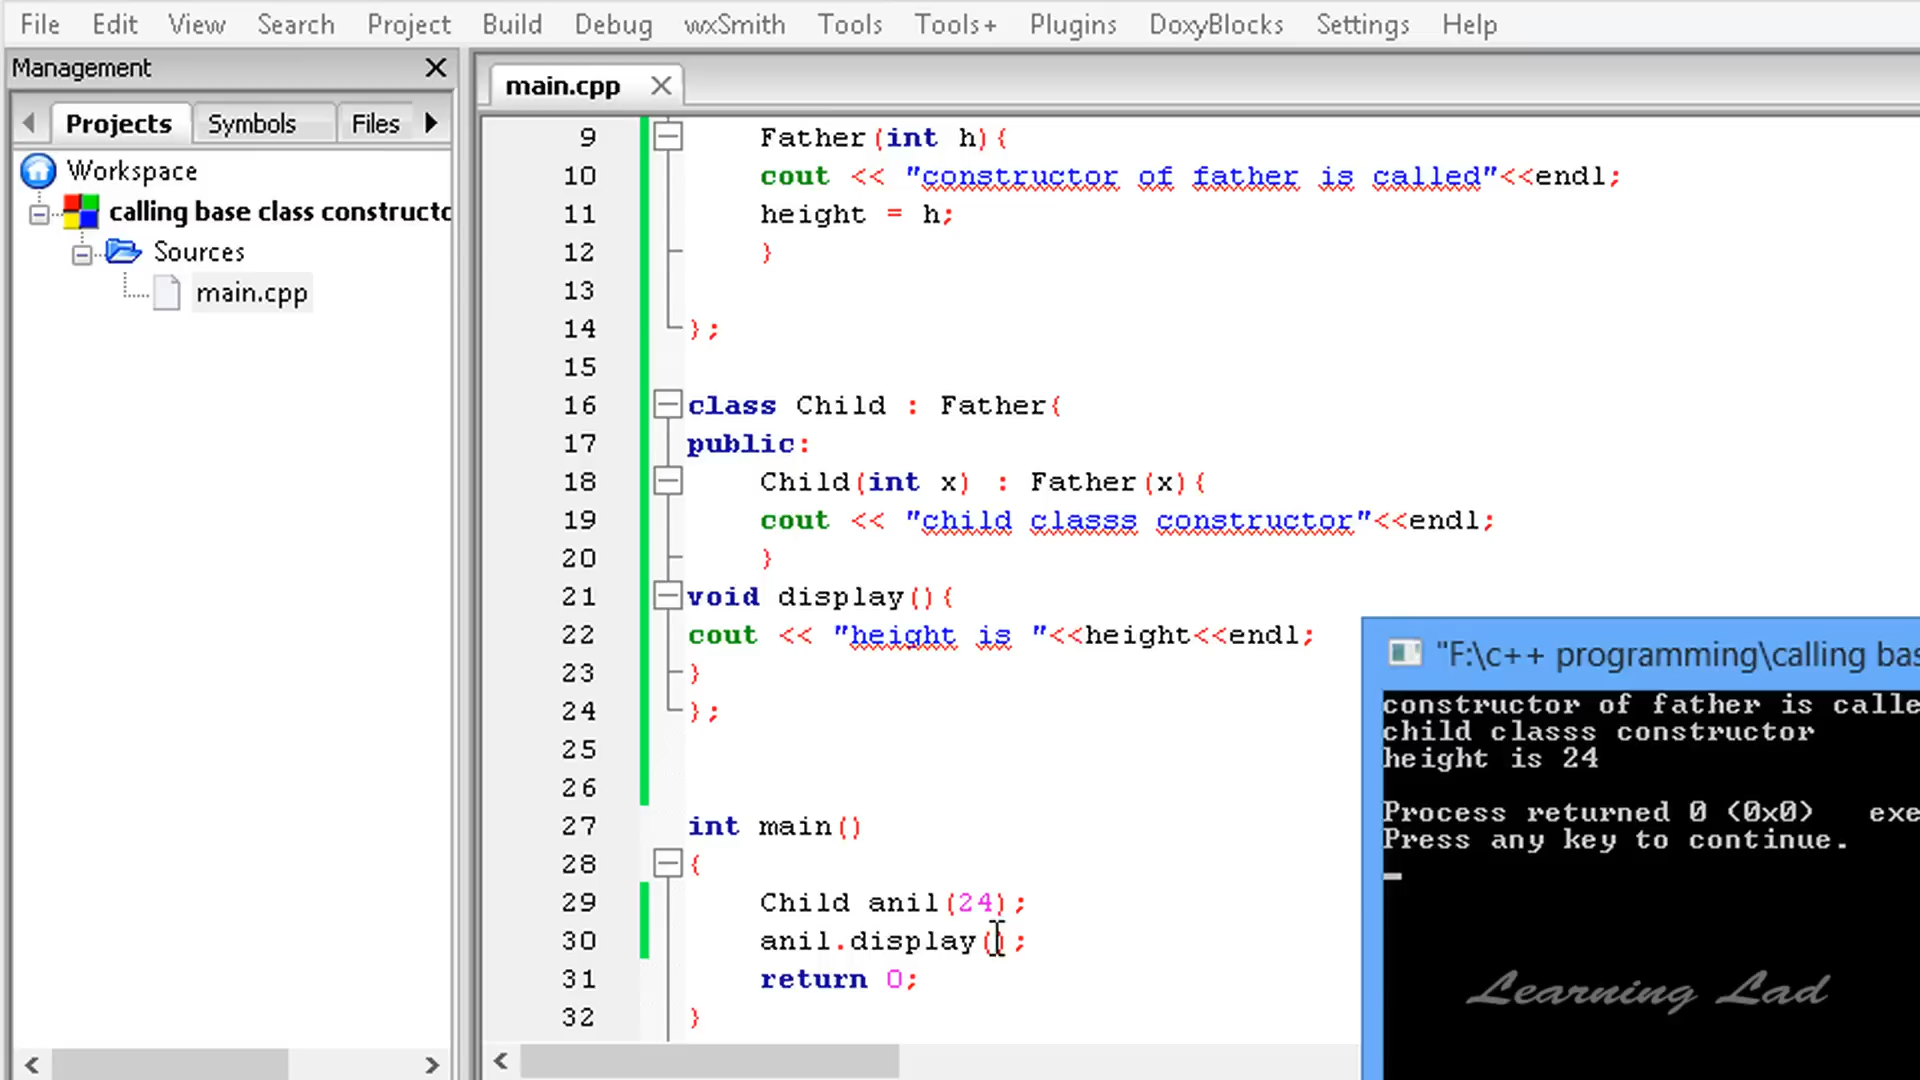 File Edit View Search Project Build Debug wxSmith Tools Tools+ Plugins DoxyBlocks Settings Help
Management
Projects Symbols Files
Workspace
calling base class constructo
Sources
main.cpp
main.cpp
9 Father(int h){
10 cout << "constructor of father is called"<<endl;
11 height = h;
12 }
13
14 };
15
16 class Child : Father{
17 public:
18 Child(int x) : Father(x){
19 cout << "child classs constructor"<<endl;
20 }
21 void display(){
22 cout << "height is "<<height<<endl;
23 }
24 };
25
26
27 int main()
28 {
29 Child anil(24);
30 anil.display();
31 return 0;
32 }
"F:\c++ programming\calling bas
constructor of father is calle
child classs constructor
height is 24
Process returned 0 (0x0) exe
Press any key to continue.
Learning Lad